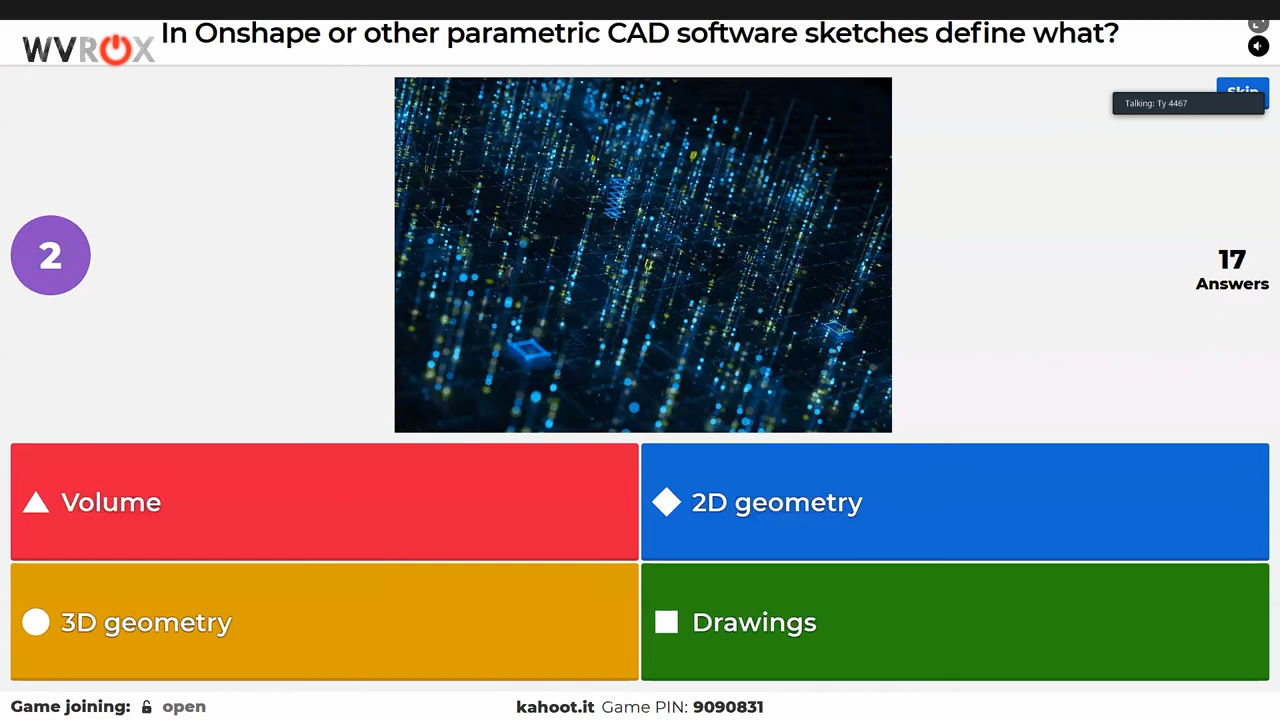 In Onshape or other parametric CAD software sketches define what?
WVROX
Skip
Talking: Ty 4467
2
17
Answers
Volume
2D geometry
3D geometry
Drawings
Game joining: open
kahoot.it Game PIN: 9090831